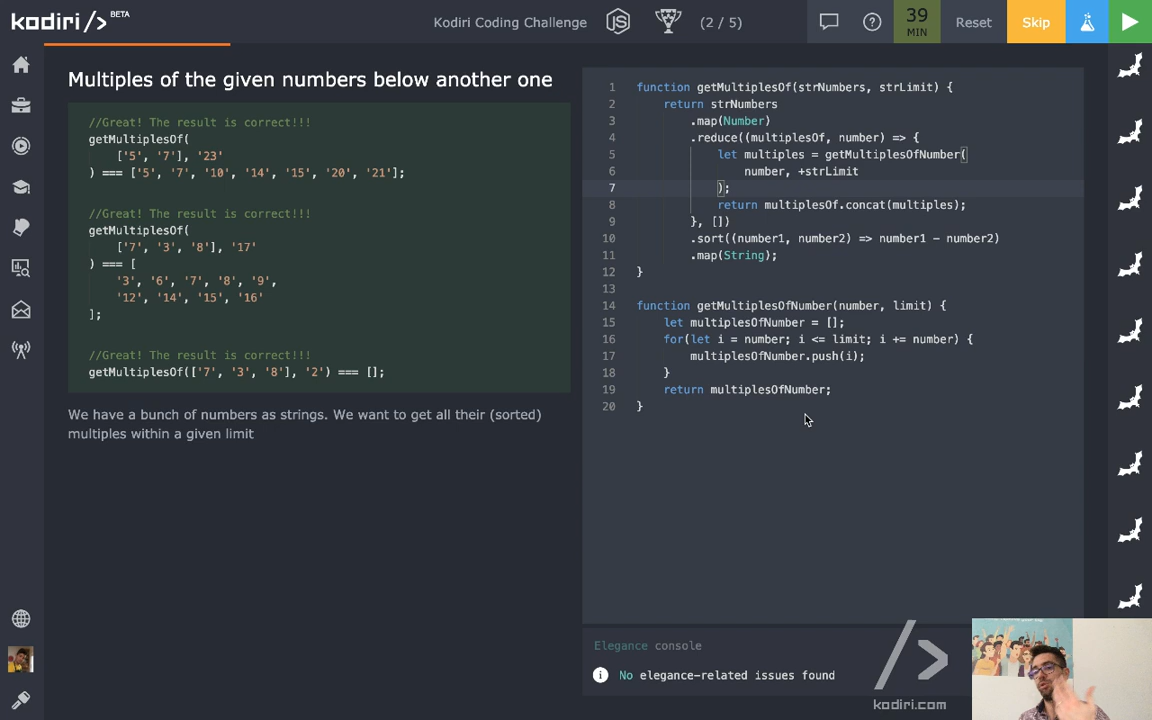 kodiri/> BETA
Kodiri Coding Challenge
JS
(2 / 5)
39
MIN
Reset
Skip
Multiples of the given numbers below another one
//Great! The result is correct!!!
getMultiplesOf(
['5', '7'], '23'
) === ['5', '7', '10', '14', '15', '20', '21'];
//Great! The result is correct!!!
getMultiplesOf(
['7', '3', '8'], '17'
) === [
'3', '6', '7', '8', '9',
'12', '14', '15', '16'
];
//Great! The result is correct!!!
getMultiplesOf(['7', '3', '8'], '2') === [];
We have a bunch of numbers as strings. We want to get all their (sorted)
multiples within a given limit
1 function getMultiplesOf(strNumbers, strLimit) {
2 return strNumbers
3 .map(Number)
4 .reduce((multiplesOf, number) => {
5 let multiples = getMultiplesOfNumber(
6 number, +strLimit
7 );
8 return multiplesOf.concat(multiples);
9 }, [])
10 .sort((number1, number2) => number1 - number2)
11 .map(String);
12 }
13
14 function getMultiplesOfNumber(number, limit) {
15 let multiplesOfNumber = [];
16 for(let i = number; i <= limit; i += number) {
17 multiplesOfNumber.push(i);
18 }
19 return multiplesOfNumber;
20 }
Elegance console
No elegance-related issues found
/>
kodiri.com